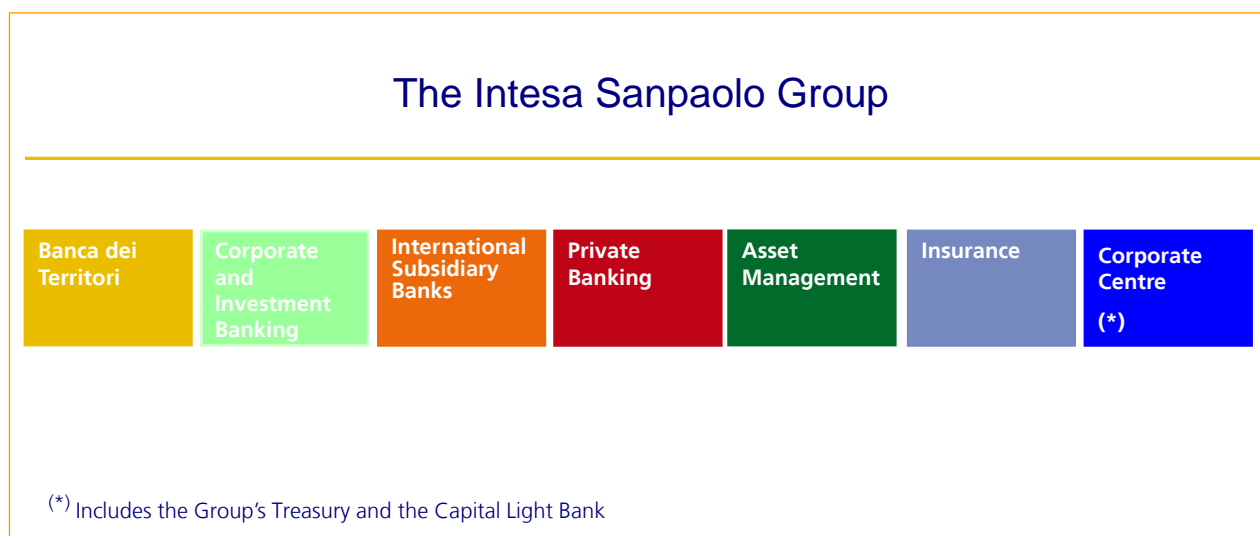 The Intesa Sanpaolo Group
Banca dei
Territori
Corporate
and
Investment
Banking
International
Subsidiary
Banks
Private
Banking
Asset
Management
Insurance
Corporate
Centre
(*)
(*) Includes the Group’s Treasury and the Capital Light Bank